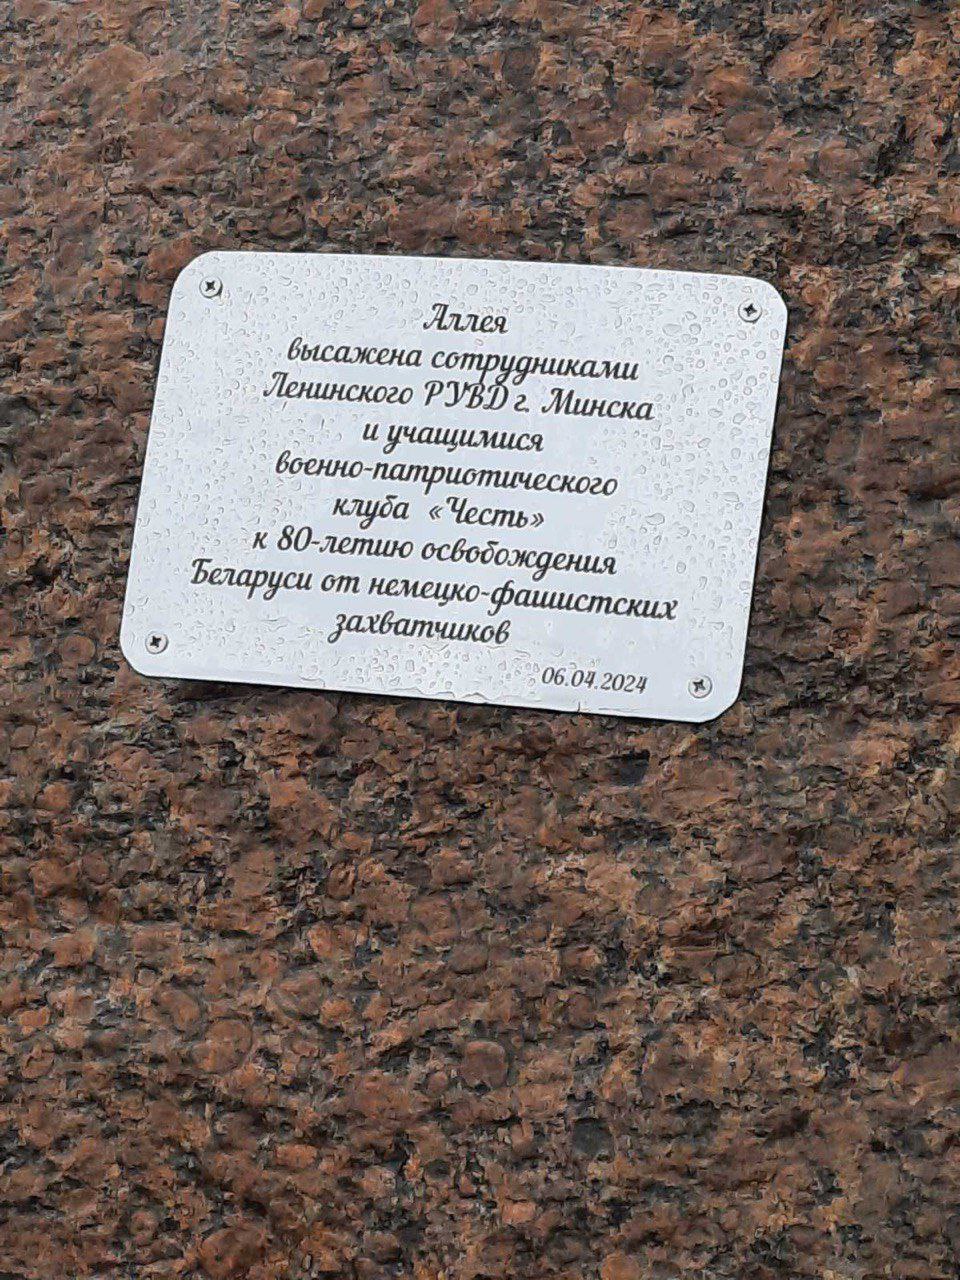 Аллея
высажена сотрудниками
Ленинского РУВД г. Минска
и учащимися
военно-патриотического
клуба «Честь»
к 80-летию освобождения
Беларуси от немецко-фашистских
захватчиков
06.04.2024